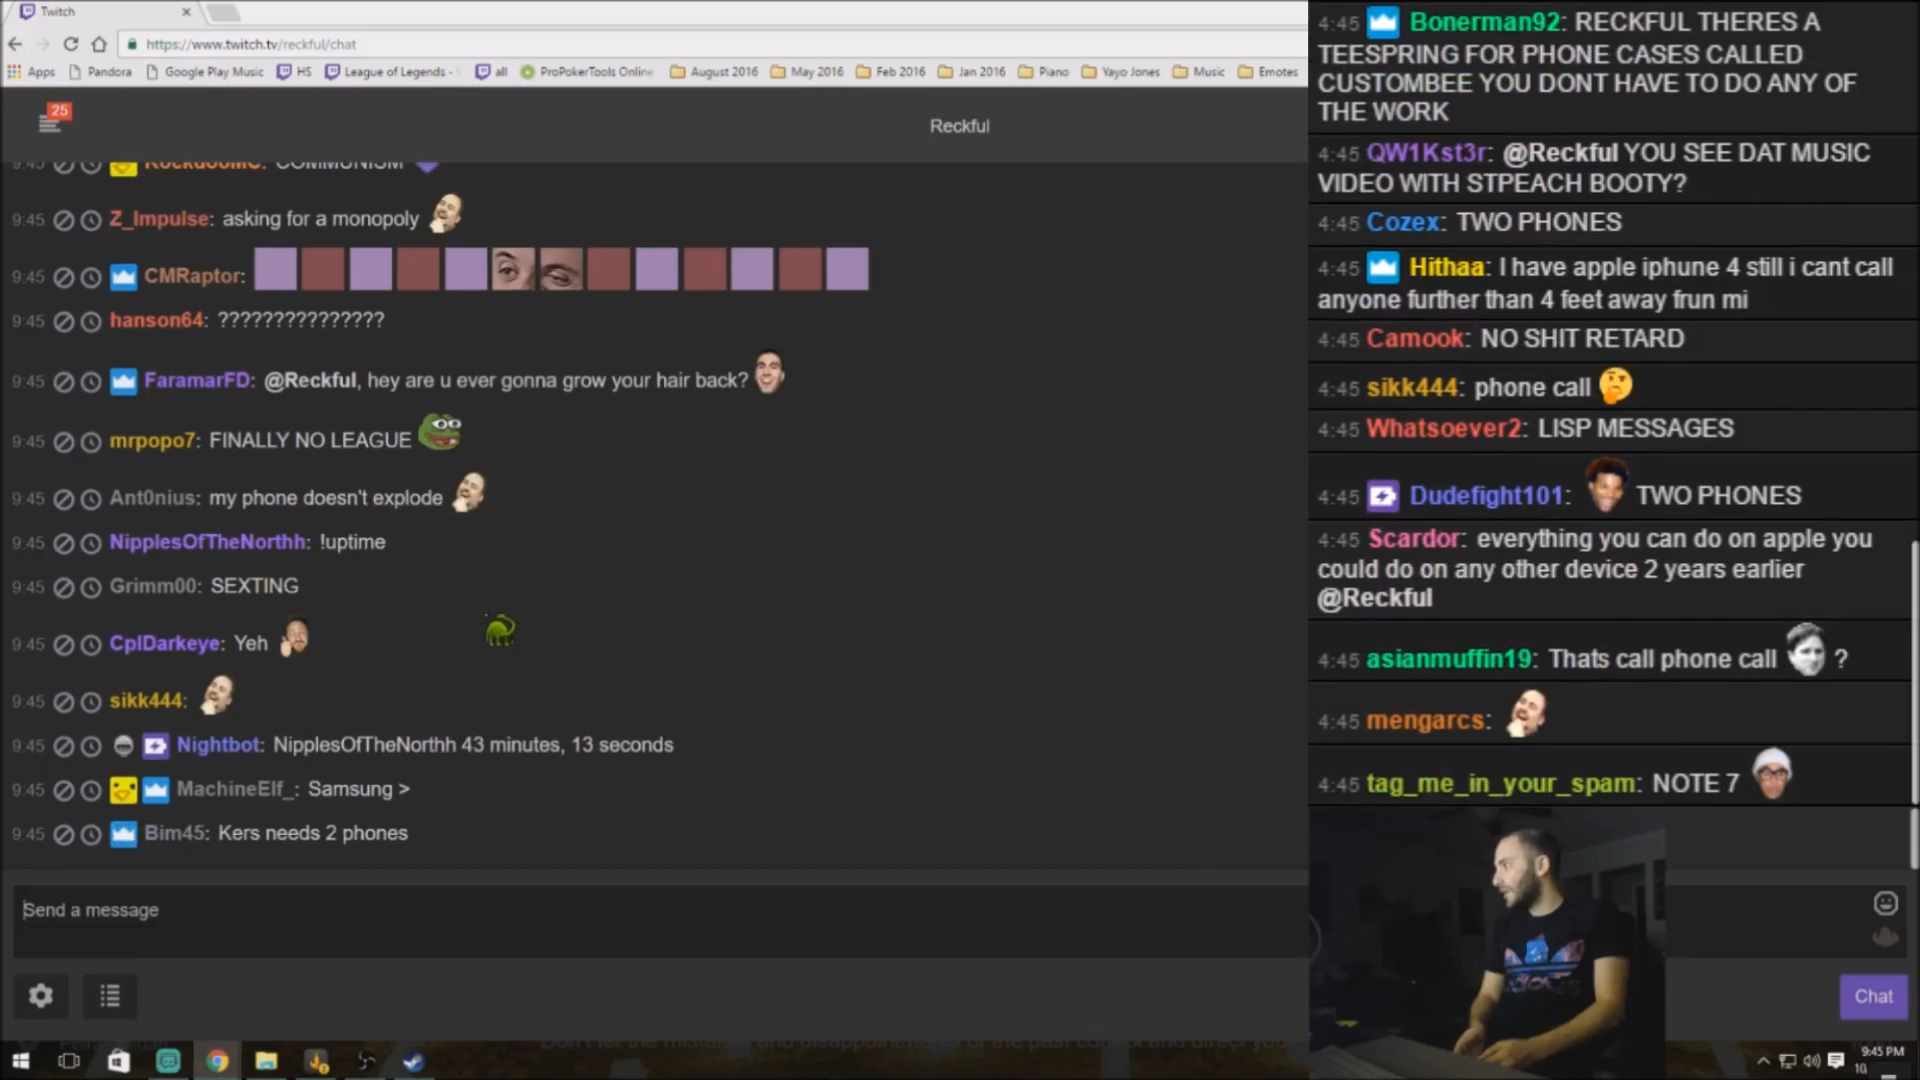 Twitch
https://www.twitch.tv/reckful/chat
Apps Pandora Google Play Music HS League of Legends - all ProPokerTools Online August 2016 May 2016 Feb 2016 Jan 2016 Piano Yayo Jones Music Emotes
25
Reckful
9:45 RockdooMC: COMMUNISM
9:45 Z_Impulse: asking for a monopoly
9:45 CMRaptor:
9:45 hanson64: ???????????????
9:45 FaramarFD: @Reckful, hey are u ever gonna grow your hair back?
9:45 mrpopo7: FINALLY NO LEAGUE
9:45 Ant0nius: my phone doesn't explode
9:45 NipplesOfTheNorthh: !uptime
9:45 Grimm00: SEXTING
9:45 CplDarkeye: Yeh
9:45 sikk444:
9:45 Nightbot: NipplesOfTheNorthh 43 minutes, 13 seconds
9:45 MachineElf_: Samsung >
9:45 Bim45: Kers needs 2 phones
Send a message
4:45 Bonerman92: RECKFUL THERES A
TEESPRING FOR PHONE CASES CALLED
CUSTOMBEE YOU DONT HAVE TO DO ANY OF
THE WORK
4:45 QW1Kst3r: @Reckful YOU SEE DAT MUSIC
VIDEO WITH STPEACH BOOTY?
4:45 Cozex: TWO PHONES
4:45 Hithaa: I have apple iphune 4 still i cant call
anyone further than 4 feet away frun mi
4:45 Camook: NO SHIT RETARD
4:45 sikk444: phone call
4:45 Whatsoever2: LISP MESSAGES
4:45 Dudefight101: TWO PHONES
4:45 Scardor: everything you can do on apple you
could do on any other device 2 years earlier
@Reckful
4:45 asianmuffin19: Thats call phone call ?
4:45 mengarcs:
4:45 tag_me_in_your_spam: NOTE 7
Chat
9:45 PM